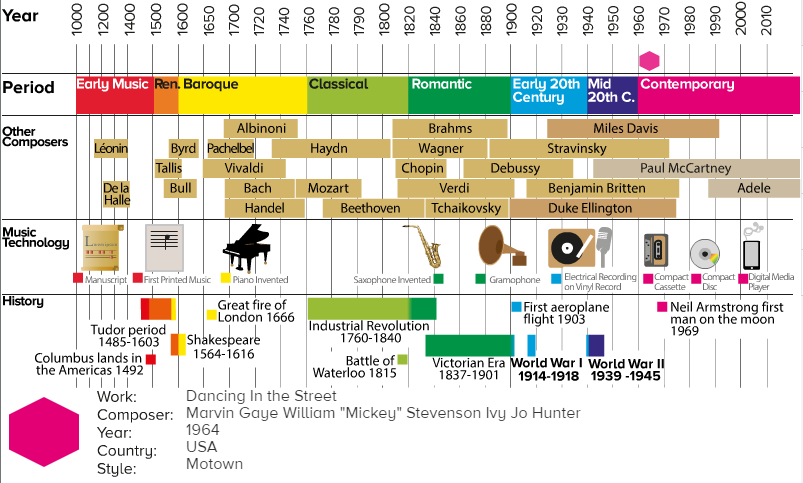 Year 1000 1200 1300 1400 1500 1600 1650 1700 1720 1740 1760 1780 1790 1800 1820 1840 1860 1880 1900 1920 1930 1940 1950 1960 1970 1980 1990 2000 2010
Period Early Music Ren. Baroque Classical Romantic Early 20th Century Mid 20th C. Contemporary
Other
Composers
Albinoni Brahms Miles Davis
Léonin Byrd Pachelbel Haydn Wagner Stravinsky
Tallis Vivaldi Chopin Debussy Paul McCartney
De la
Halle
Bull Bach Mozart Verdi Benjamin Britten Adele
Handel Beethoven Tchaikovsky Duke Ellington
Music
Technology
Manuscript
First Printed Music
Piano Invented
Saxophone Invented
Gramophone
Electrical Recording
on Vinyl Record
Compact
Cassette
Compact
Disc
Digital Media
Player
History
Tudor period
1485-1603
Great fire of
London 1666
Shakespeare
1564-1616
Columbus lands in
the Americas 1492
Industrial Revolution
1760-1840
Battle of
Waterloo 1815
Victorian Era
1837-1901
First aeroplane
flight 1903
World War I
1914-1918
World War II
1939 -1945
Neil Armstrong first
man on the moon
1969
Work: Dancing In the Street
Composer: Marvin Gaye William "Mickey" Stevenson Ivy Jo Hunter
Year: 1964
Country: USA
Style: Motown